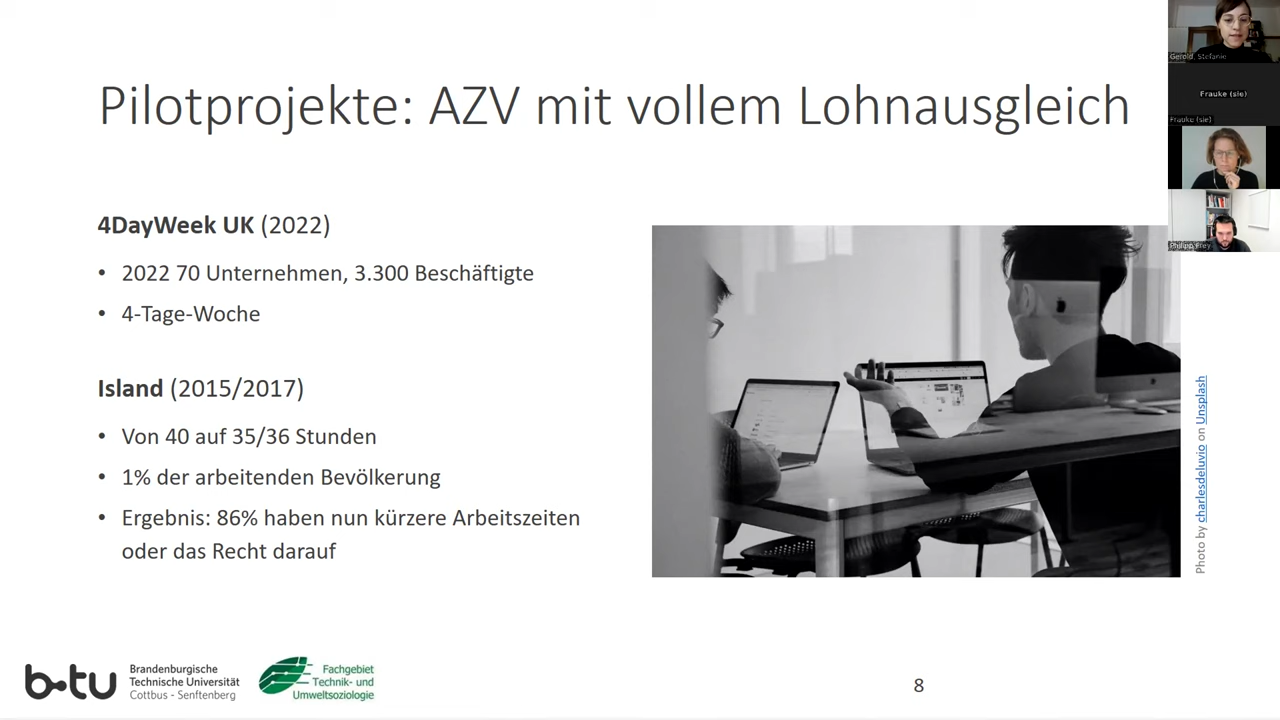 Pilotprojekte: AZV mit vollem Lohnausgleich
4DayWeek UK (2022)
• 2022 70 Unternehmen, 3.300 Beschäftigte
• 4-Tage-Woche
Island (2015/2017)
• Von 40 auf 35/36 Stunden
• 1% der arbeitenden Bevölkerung
• Ergebnis: 86% haben nun kürzere Arbeitszeiten
oder das Recht darauf
Photo by charlesdeluvio on Unsplash
b-tu
Brandenburgische
Technische Universität
Cottbus - Senftenberg
Fachgebiet
Technik- und
Umweltsoziologie
8
Gerold, Stefanie
Frauke (sie)
Frauke (sie)
Philipp Frey